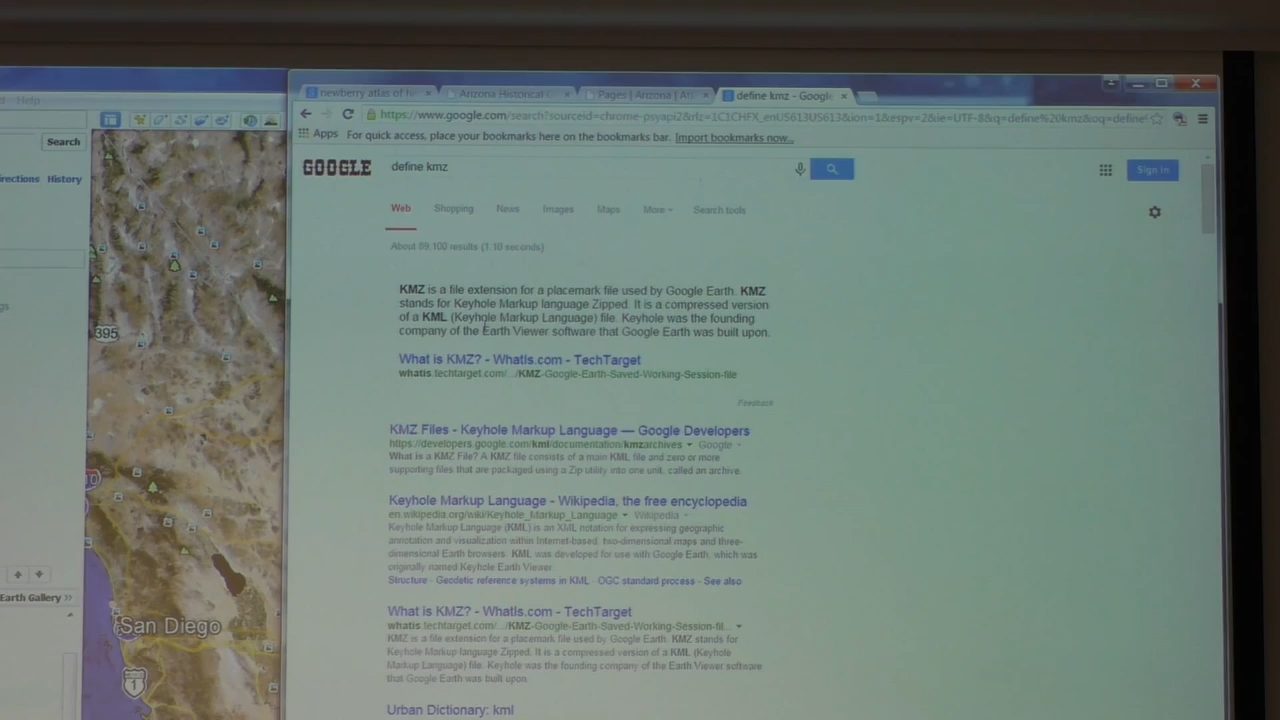 Help
newberry atlas of
Arizona Historical
Pages | Arizona | Atl
define kmz - Google
https://www.google.com/search?sourceid=chrome-psyapi2&rlz=1C1CHFX_enUS613US613&ion=1&espv=2&ie=UTF-8&q=define%20kmz&oq=define
Apps For quick access, place your bookmarks here on the bookmarks bar. Import bookmarks now...
Search
History
GOOGLE
define kmz
Sign in
Web Shopping News Images Maps More Search tools
About 69,100 results (1.10 seconds)
KMZ is a file extension for a placemark file used by Google Earth. KMZ
stands for Keyhole Markup language Zipped. It is a compressed version
of a KML (Keyhole Markup Language) file. Keyhole was the founding
company of the Earth Viewer software that Google Earth was built upon.
What is KMZ? - WhatIs.com - TechTarget
whatis.techtarget.com/.../KMZ-Google-Earth-Saved-Working-Session-file
Feedback
KMZ Files - Keyhole Markup Language — Google Developers
https://developers.google.com/kml/documentation/kmzarchives Google
What is a KMZ File? A KMZ file consists of a main KML file and zero or more
supporting files that are packaged using a Zip utility into one unit, called an archive.
Keyhole Markup Language - Wikipedia, the free encyclopedia
en.wikipedia.org/wiki/Keyhole_Markup_Language Wikipedia
Keyhole Markup Language (KML) is an XML notation for expressing geographic
annotation and visualization within Internet-based, two-dimensional maps and three-
dimensional Earth browsers. KML was developed for use with Google Earth, which was
originally named Keyhole Earth Viewer.
Structure - Geodetic reference systems in KML - OGC standard process - See also
What is KMZ? - WhatIs.com - TechTarget
whatis.techtarget.com/.../KMZ-Google-Earth-Saved-Working-Session-fil...
KMZ is a file extension for a placemark file used by Google Earth. KMZ stands for
Keyhole Markup language Zipped. It is a compressed version of a KML (Keyhole
Markup Language) file. Keyhole was the founding company of the Earth Viewer software
that Google Earth was built upon.
Urban Dictionary: kml
395
10
Earth Gallery »
San Diego
1